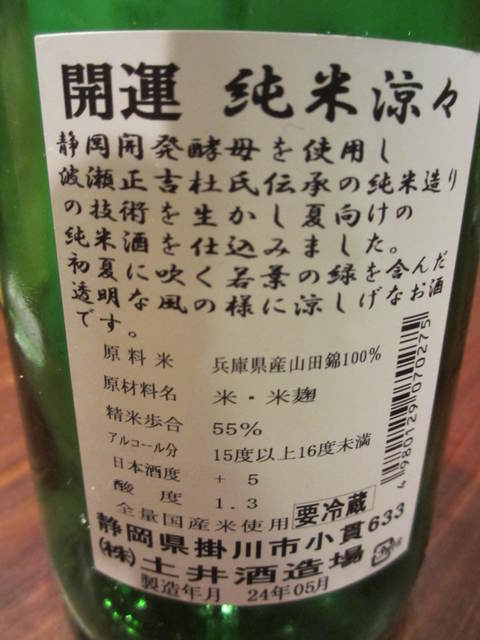 開運 純米涼々
静岡開発酵母を使用し
波瀬正吉杜氏伝承の純米造り
の技術を生かし夏向けの
純米酒を仕込みました。
初夏に吹く若葉の緑を含んだ
透明な風の様に涼しげなお酒
です。
原料米 兵庫県産山田錦100%
原材料名 米・米麹
精米歩合 55%
アルコール分 15度以上16度未満
日本酒度 + 5
酸度 1.3
全量国産米使用 要冷蔵
静岡県掛川市小貫633
(株)土井酒造場
製造年月 24年05月
4980129070275